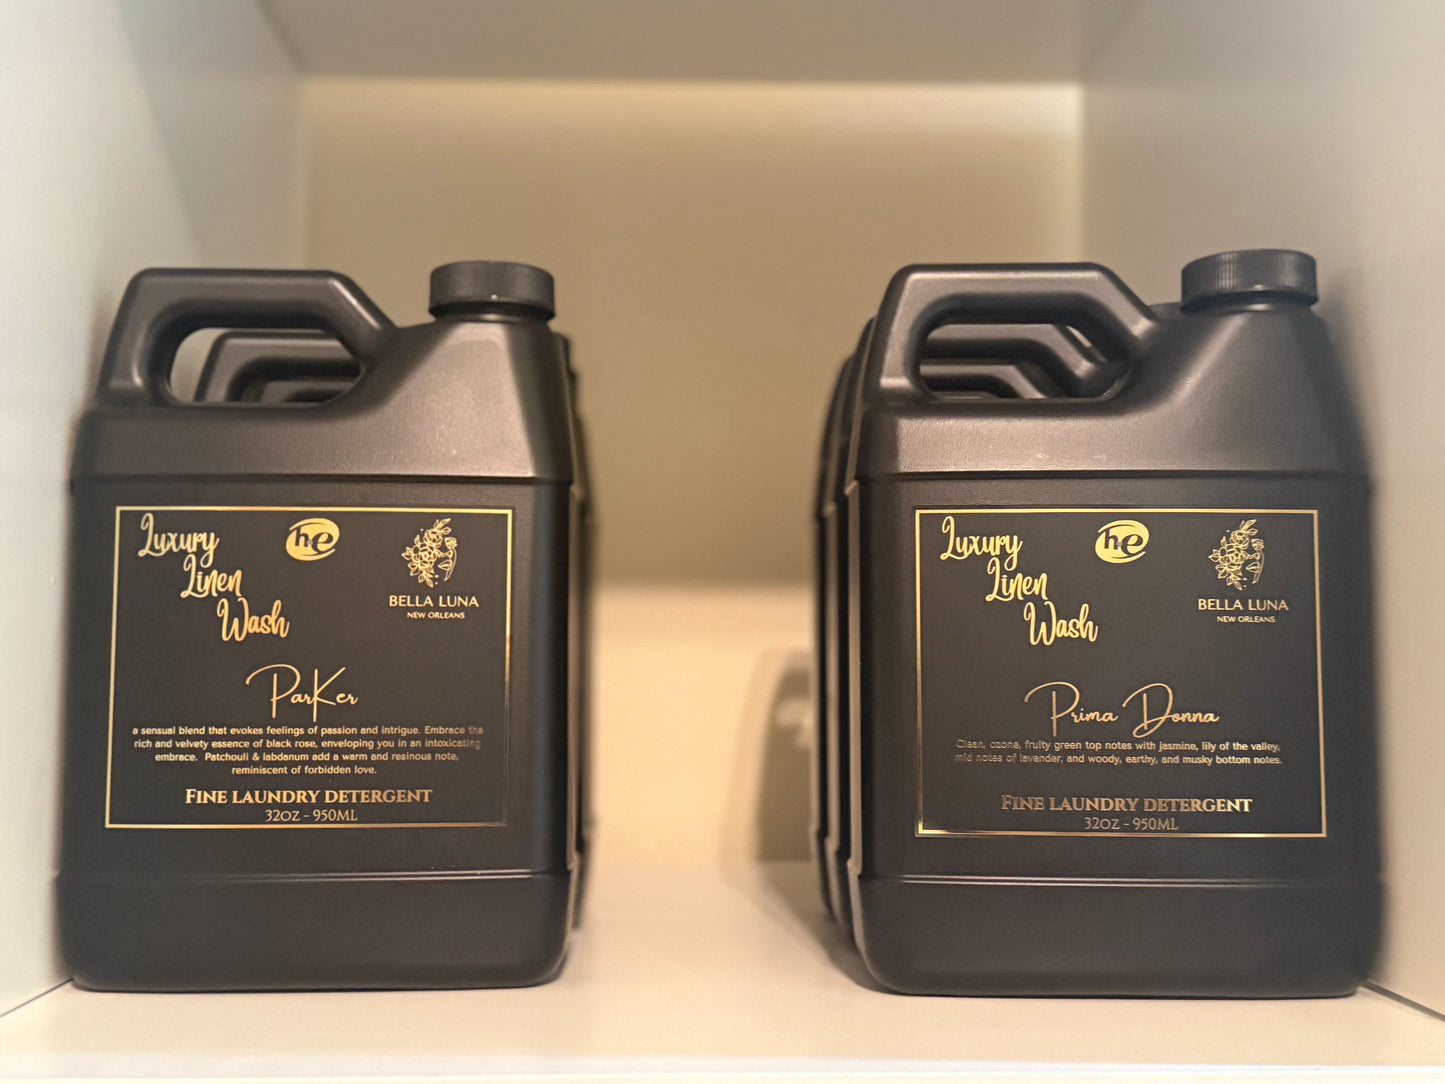 Luxury
Linen
Wash
he
BELLA LUNA
NEW ORLEANS
ParKer
a sensual blend that evokes feelings of passion and intrigue. Embrace the
rich and velvety essence of black rose, enveloping you in an intoxicating
embrace. Patchouli & labdanum add a warm and resinous note,
reminiscent of forbidden love.
FINE LAUNDRY DETERGENT
32OZ - 950ML
Luxury
Linen
Wash
he
BELLA LUNA
NEW ORLEANS
Prima Donna
Clean, ozone, fruity green top notes with jasmine, lily of the valley,
mid notes of lavender, and woody, earthy, and musky bottom notes.
FINE LAUNDRY DETERGENT
32OZ - 950ML